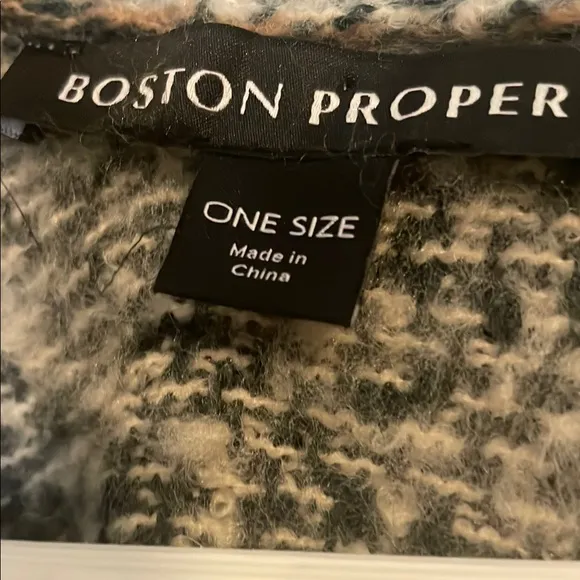 BOSTON PROPER
ONE SIZE
Made in
China